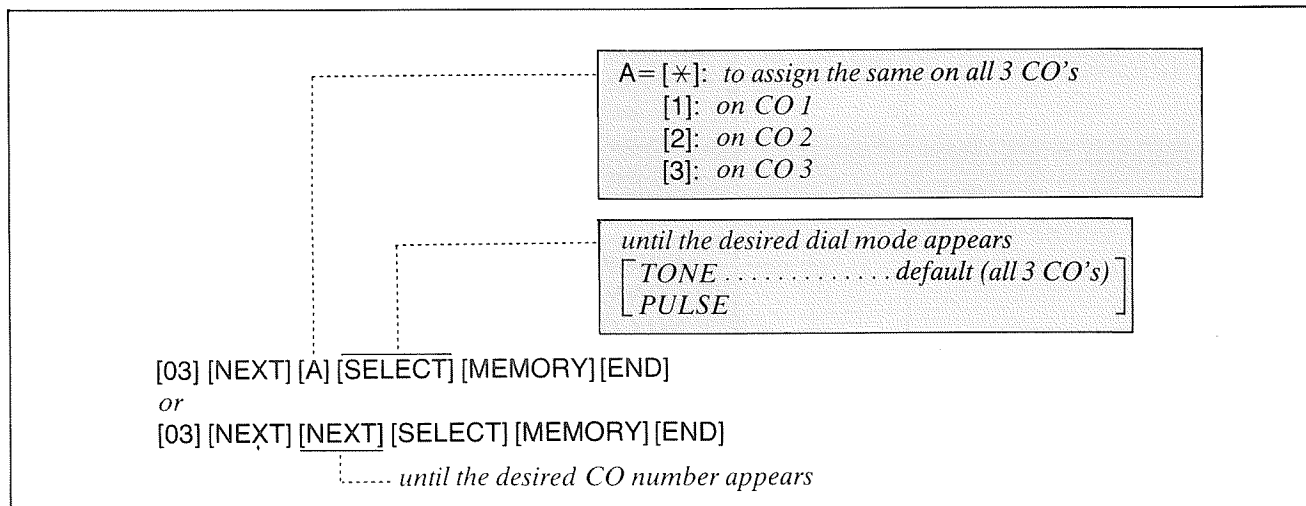 A=[✳]: to assign the same on all 3 CO's
[1]: on CO 1
[2]: on CO 2
[3]: on CO 3
until the desired dial mode appears
TONE ............. default (all 3 CO's)
PULSE
[03] [NEXT] [A] [SELECT] [MEMORY] [END]
or
[03] [NEXT] [NEXT] [SELECT] [MEMORY] [END]
until the desired CO number appears